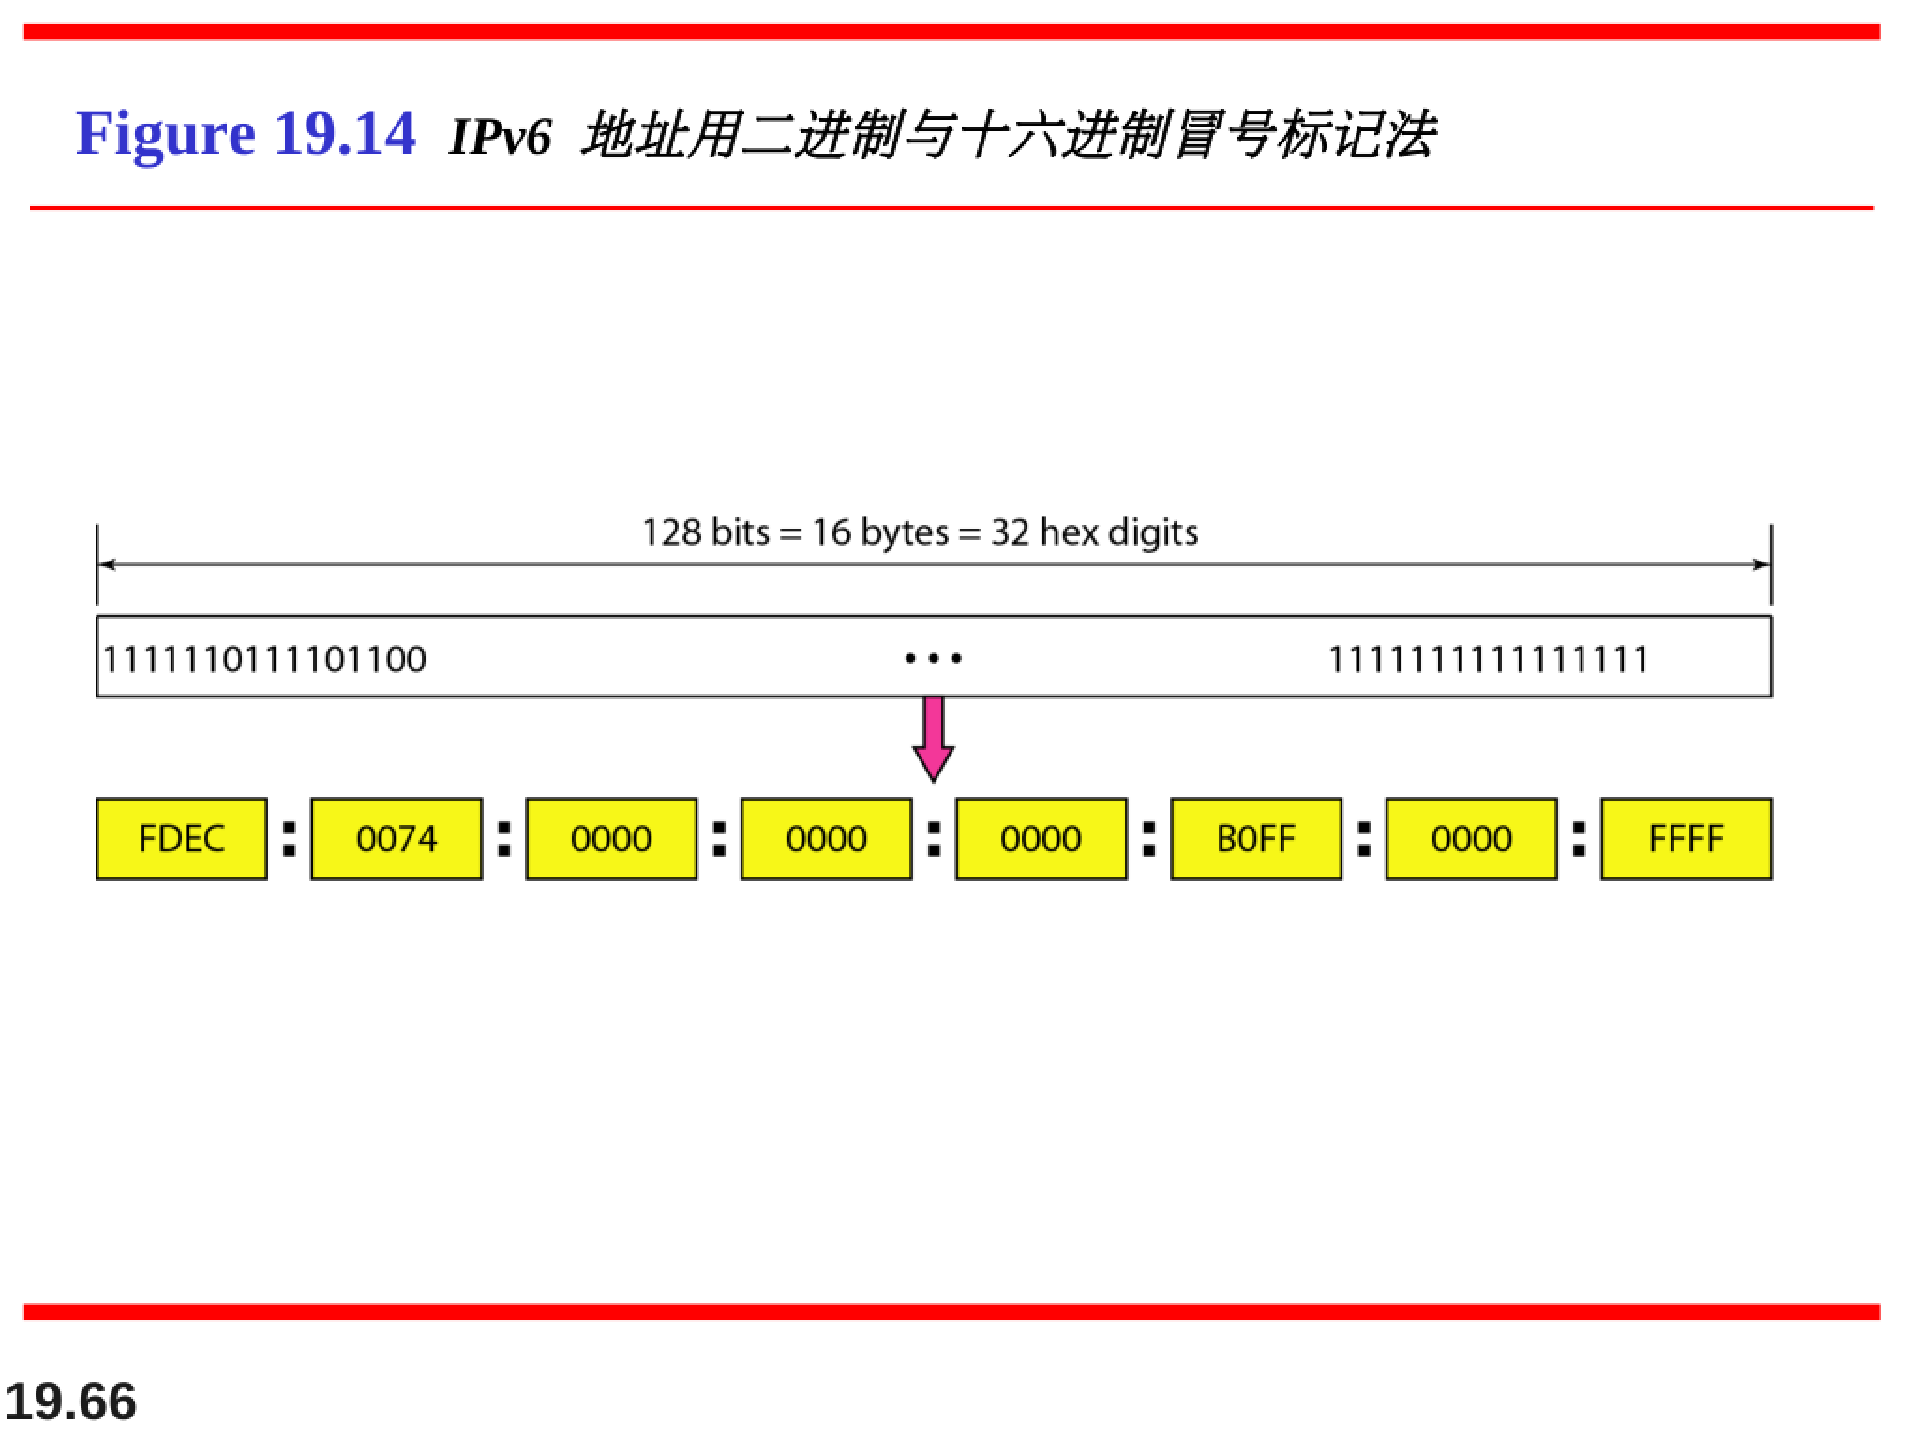 Figure 19.14 IPv6 地址用二进制与十六进制冒号标记法
128 bits = 16 bytes = 32 hex digits
1111110111101100 ••• 1111111111111111
FDEC : 0074 : 0000 : 0000 : 0000 : B0FF : 0000 : FFFF
19.66